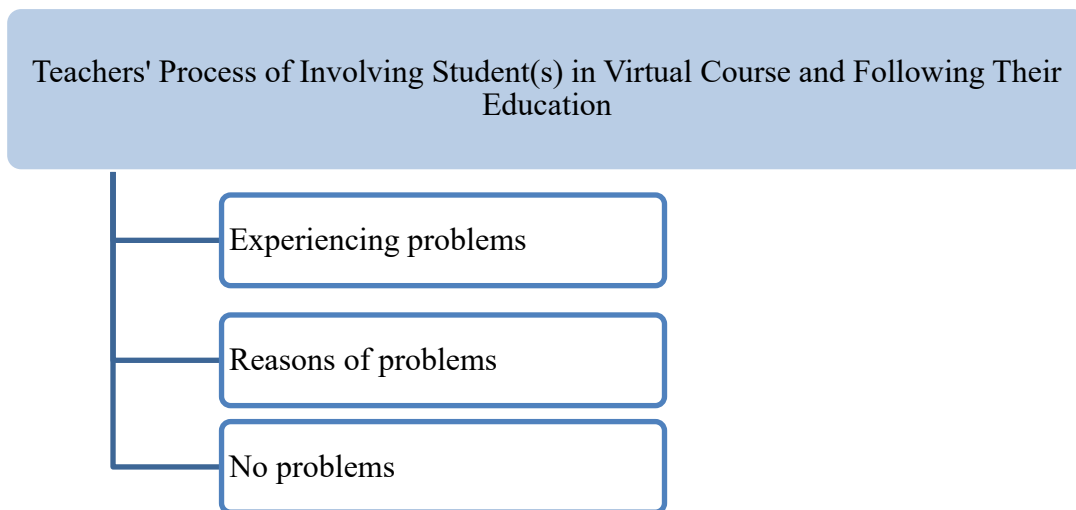 Teachers' Process of Involving Student(s) in Virtual Course and Following Their
Education
Experiencing problems
Reasons of problems
No problems